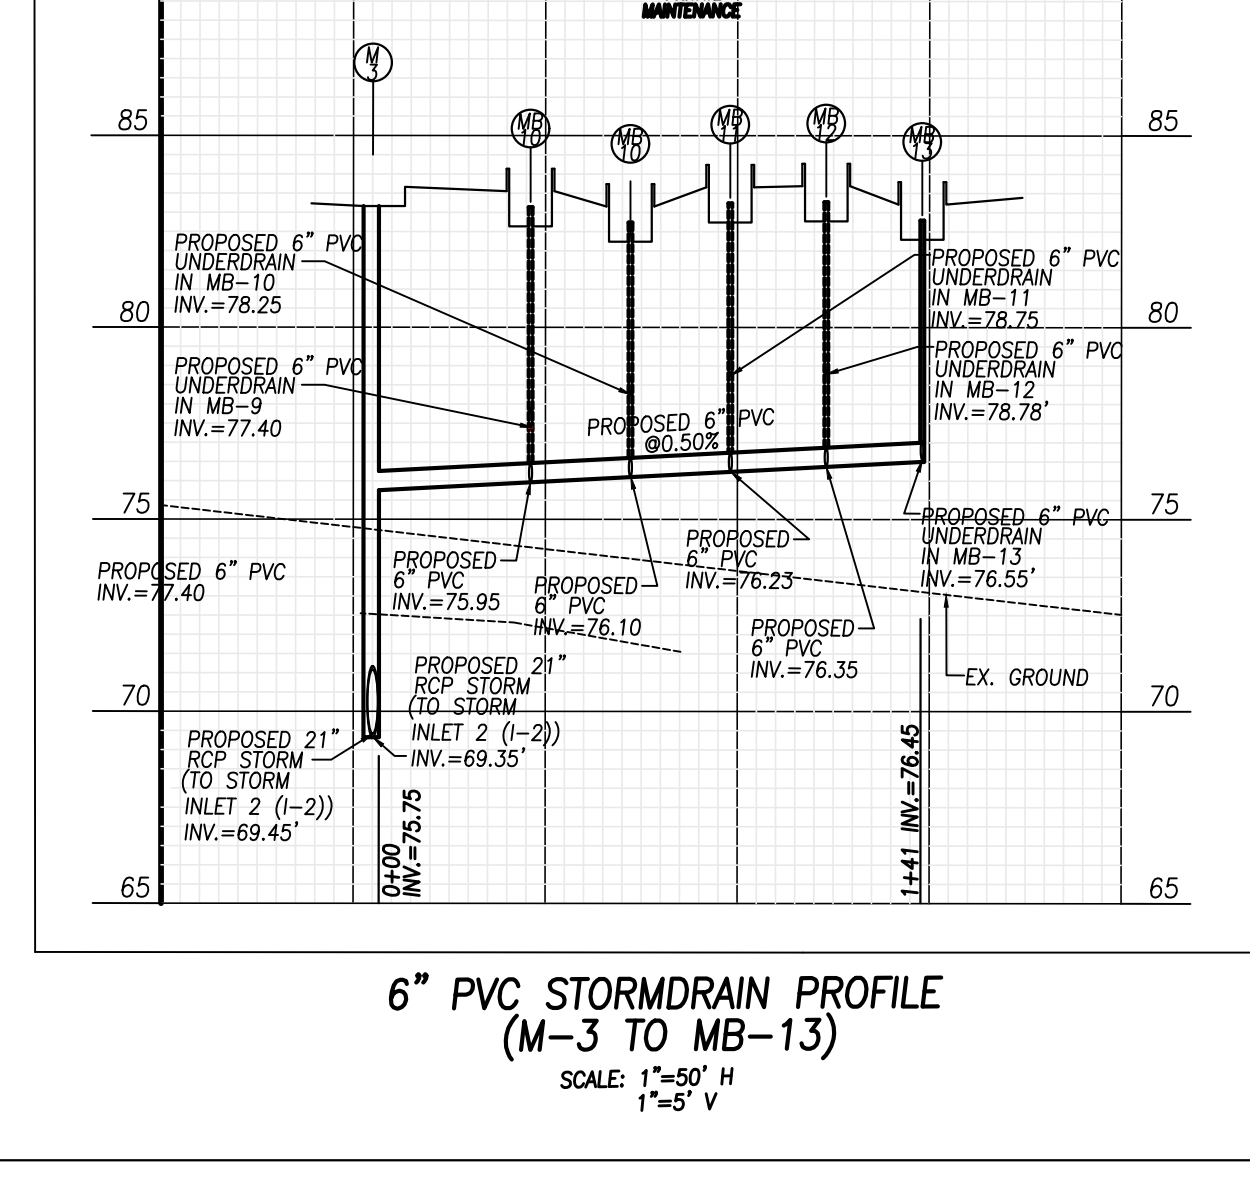 MAINTENANCE
M
3
MB
10
MB
10
MB
11
MB
12
MB
13
85
85
PROPOSED 6" PVC
UNDERDRAIN
IN MB-10
INV.=78.25
PROPOSED 6" PVC
UNDERDRAIN
IN MB-11
INV.=78.75
80
80
PROPOSED 6" PVC
UNDERDRAIN
IN MB-9
INV.=77.40
PROPOSED 6" PVC
UNDERDRAIN
IN MB-12
INV.=78.78'
PROPOSED 6" PVC
@0.50%
75
75
PROPOSED 6" PVC
INV.=77.40
PROPOSED
6" PVC
INV.=75.95
PROPOSED
6" PVC
INV.=76.10
PROPOSED
6" PVC
INV.=76.23
PROPOSED
6" PVC
INV.=76.35
PROPOSED 6" PVC
UNDERDRAIN
IN MB-13
INV.=76.55'
EX. GROUND
70
70
PROPOSED 21"
RCP STORM
(TO STORM
INLET 2 (I-2))
INV.=69.35'
PROPOSED 21"
RCP STORM
(TO STORM
INLET 2 (I-2))
INV.=69.45'
0+00
INV.=75.75
1+41 INV.=76.45
65
65
6" PVC STORMDRAIN PROFILE
(M-3 TO MB-13)
SCALE: 1"=50' H
1"=5' V